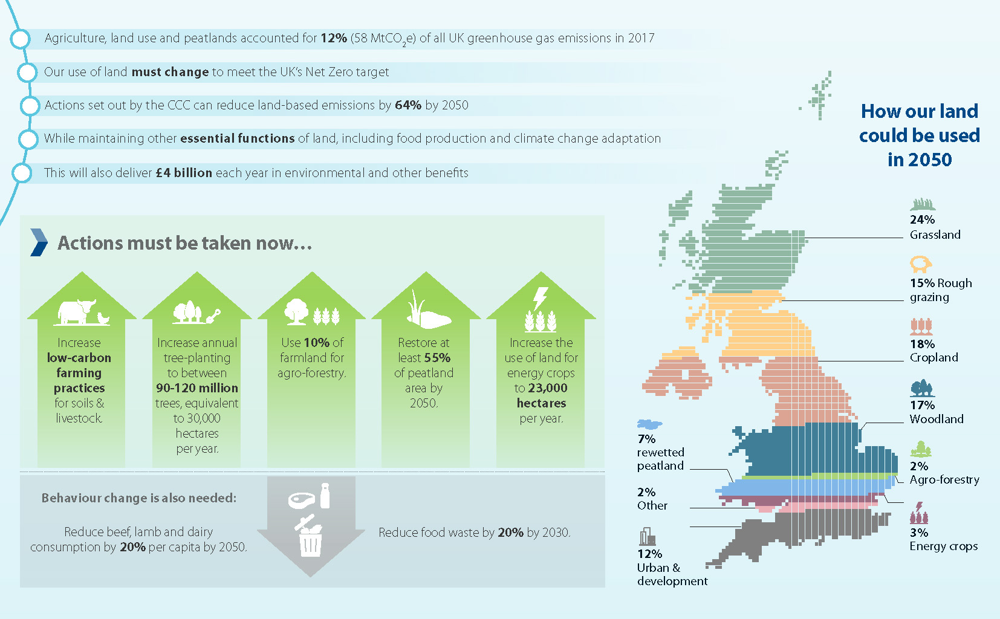 Agriculture, land use and peatlands accounted for 12% (58 MtCO₂e) of all UK greenhouse gas emissions in 2017
Our use of land must change to meet the UK’s Net Zero target
Actions set out by the CCC can reduce land-based emissions by 64% by 2050
While maintaining other essential functions of land, including food production and climate change adaptation
This will also deliver £4 billion each year in environmental and other benefits
Actions must be taken now…
Increase
low-carbon
farming
practices
for soils &
livestock.
Increase annual
tree-planting
to between
90-120 million
trees, equivalent
to 30,000
hectares
per year.
Use 10% of
farmland for
agro-forestry.
Restore at
least 55%
of peatland
area by
2050.
Increase the
use of land for
energy crops
to 23,000
hectares
per year.
Behaviour change is also needed:
Reduce beef, lamb and dairy
consumption by 20% per capita by 2050.
Reduce food waste by 20% by 2030.
How our land
could be used
in 2050
24%
Grassland
15% Rough
grazing
18%
Cropland
17%
Woodland
2%
Agro-forestry
3%
Energy crops
7%
rewetted
peatland
2%
Other
12%
Urban &
development